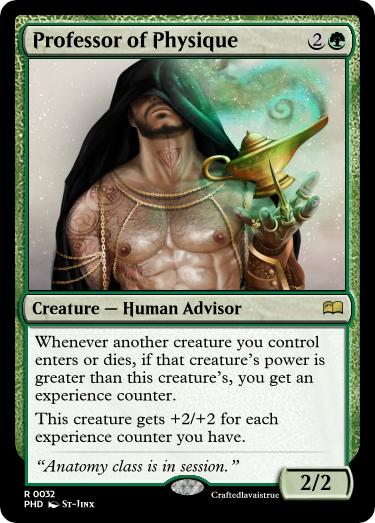 Professor of Physique 2
Creature — Human Advisor
Whenever another creature you control
enters or dies, if that creature's power is
greater than this creature's, you get an
experience counter.
This creature gets +2/+2 for each
experience counter you have.
"Anatomy class is in session."
2/2
R 0032
PHD St-Jinx
Craftedlavaistrue